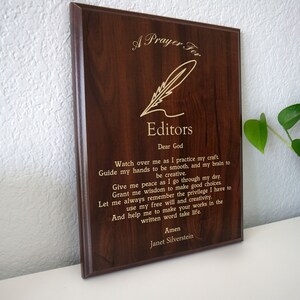 A Prayer For
Editors
Dear God
Watch over me as I practice my craft.
Guide my hands to be smooth, and my brain to
be creative.
Give me peace as I go through my day.
Grant me wisdom to make good choices.
Let me always remember the privilege I have to
use my free will and creativity.
And help me to make your works in the
written word take life.
Amen
Janet Silverstein